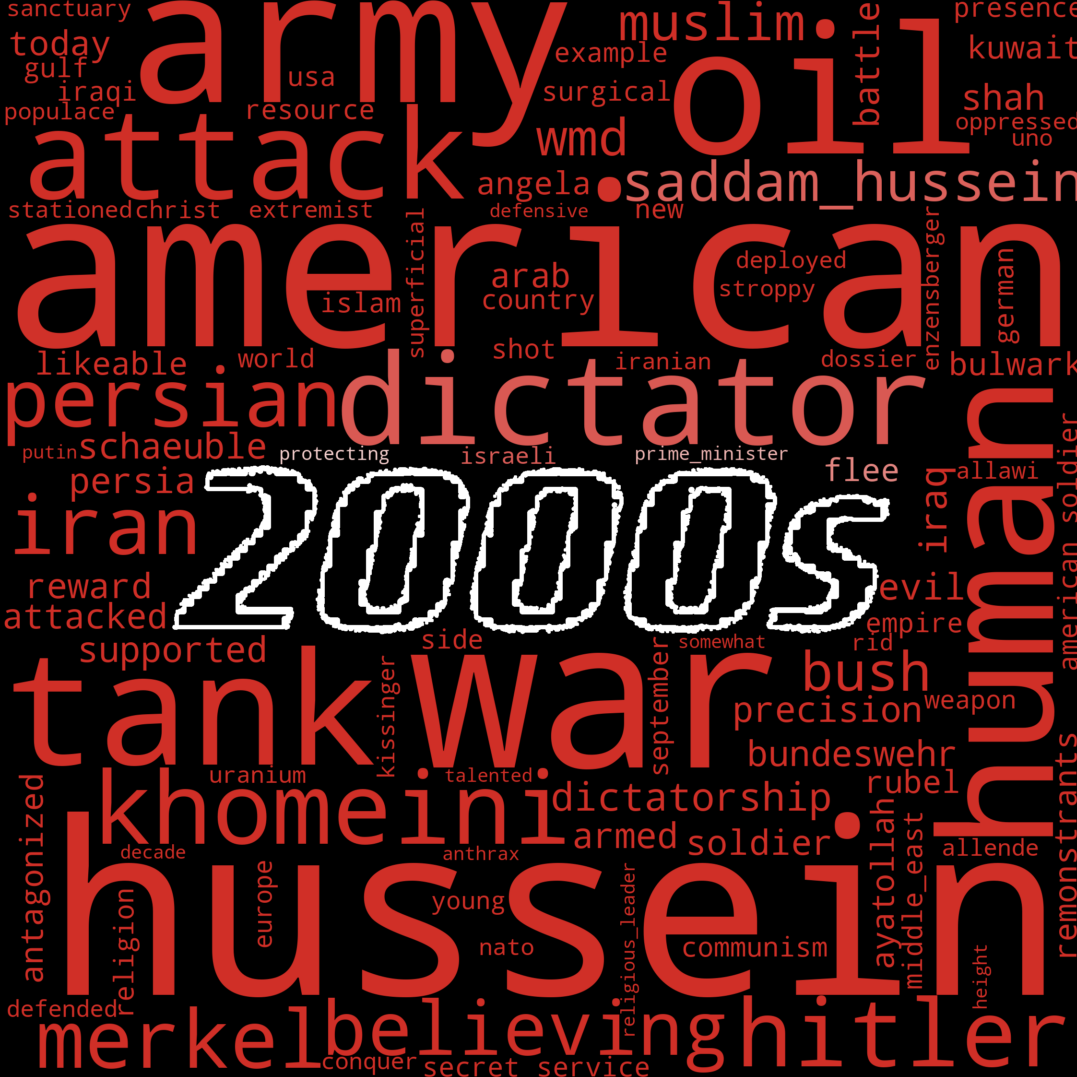 sanctuary
army
muslim
presence
today
example
oil
battle
kuwait
gulf
usa
iraqi
surgical
shah
populace
resource
oppressed
attack
wmd
uno
angela
saddam_hussein
stationed
christ
extremist
defensive
new
american
superficial
enzensberger
deployed
german
arab
stroppy
islam
country
likeable
world
shot
iranian
dossier
bulwark
persian
dictator
human
putin
schaeuble
protecting
israeli
prime_minister
flee
allawi
american soldier
persia
iraq
2000s
iran
reward
evil
attacked
empire
supported
side
somewhat
rid
tank
war
kissinger
september
bush
precision
weapon
bundeswehr
uranium
talented
rubel
khomeini
dictatorship
remonstrants
antagonized
armed
soldier
ayatollah
middle_east
decade
anthrax
allende
hussein
religion
europe
young
religious_leader
nato
communism
height
defended
merkel
believing
hitler
conquer
secret service